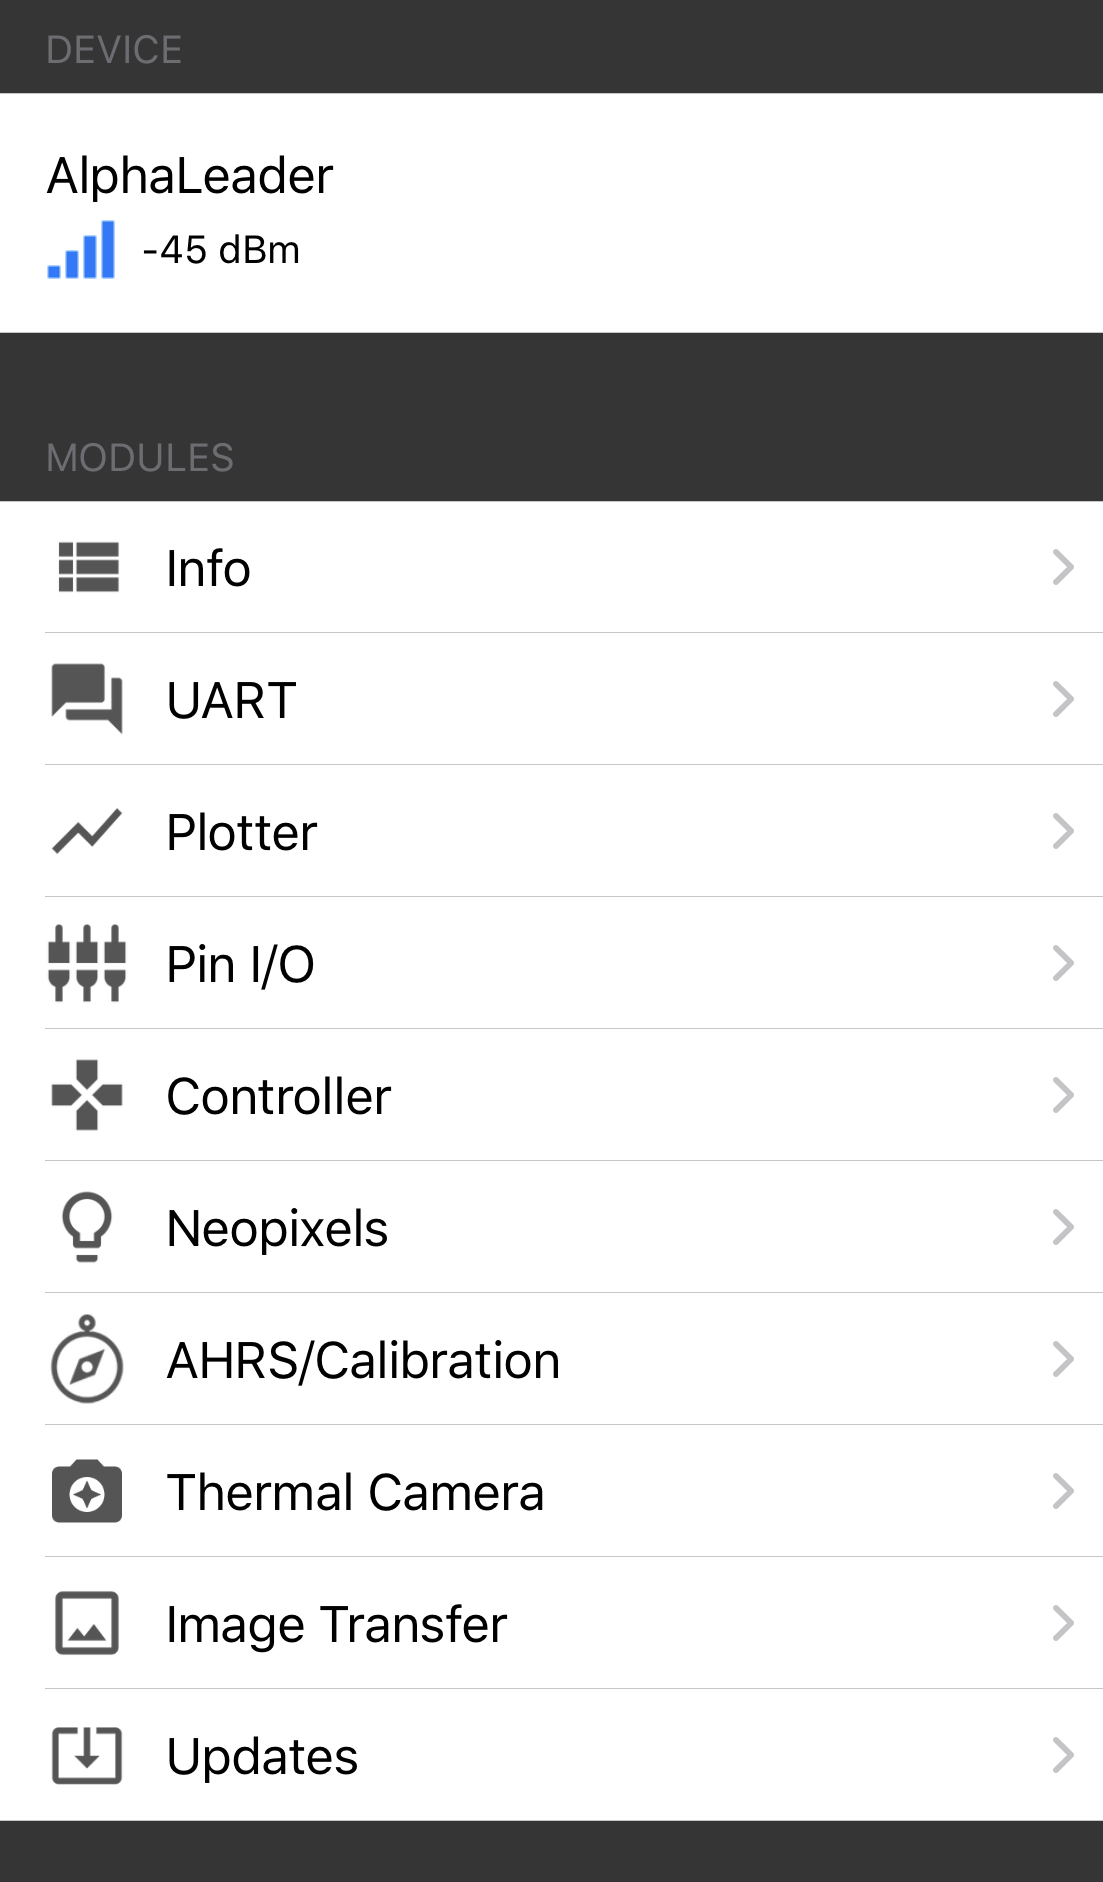 DEVICE
AlphaLeader
-45 dBm
MODULES
Info
UART
Plotter
Pin I/O
Controller
Neopixels
AHRS/Calibration
Thermal Camera
Image Transfer
Updates